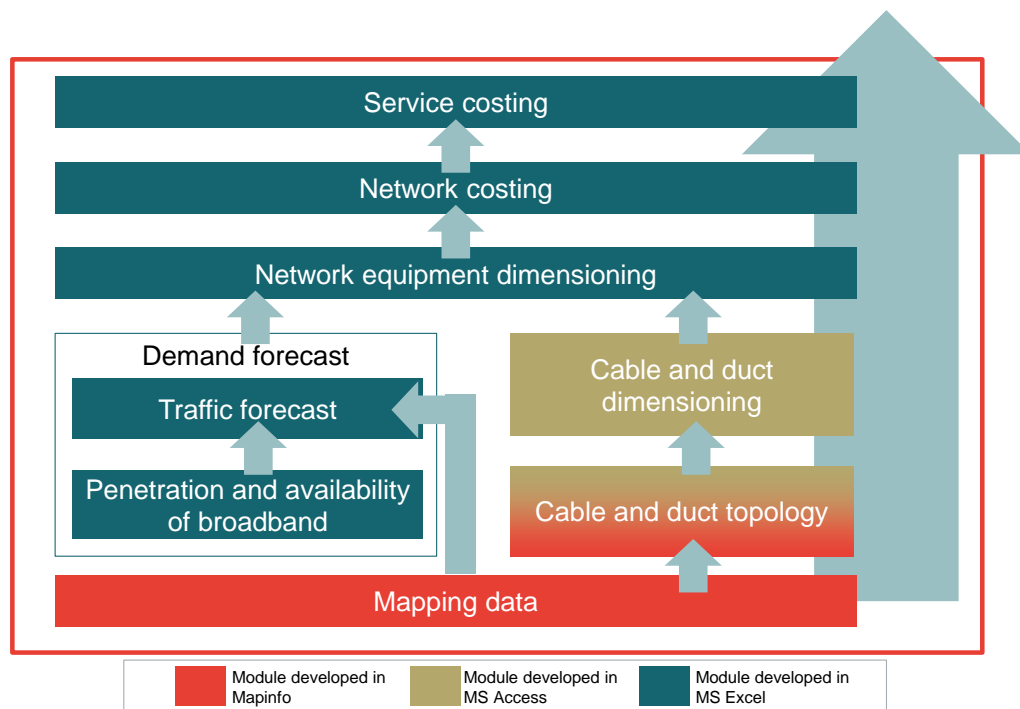 Service costing
Network costing
Network equipment dimensioning
Demand forecast
Traffic forecast
Penetration and availability
of broadband
Cable and duct
dimensioning
Cable and duct topology
Mapping data
Module developed in
Mapinfo
Module developed in
MS Access
Module developed in
MS Excel